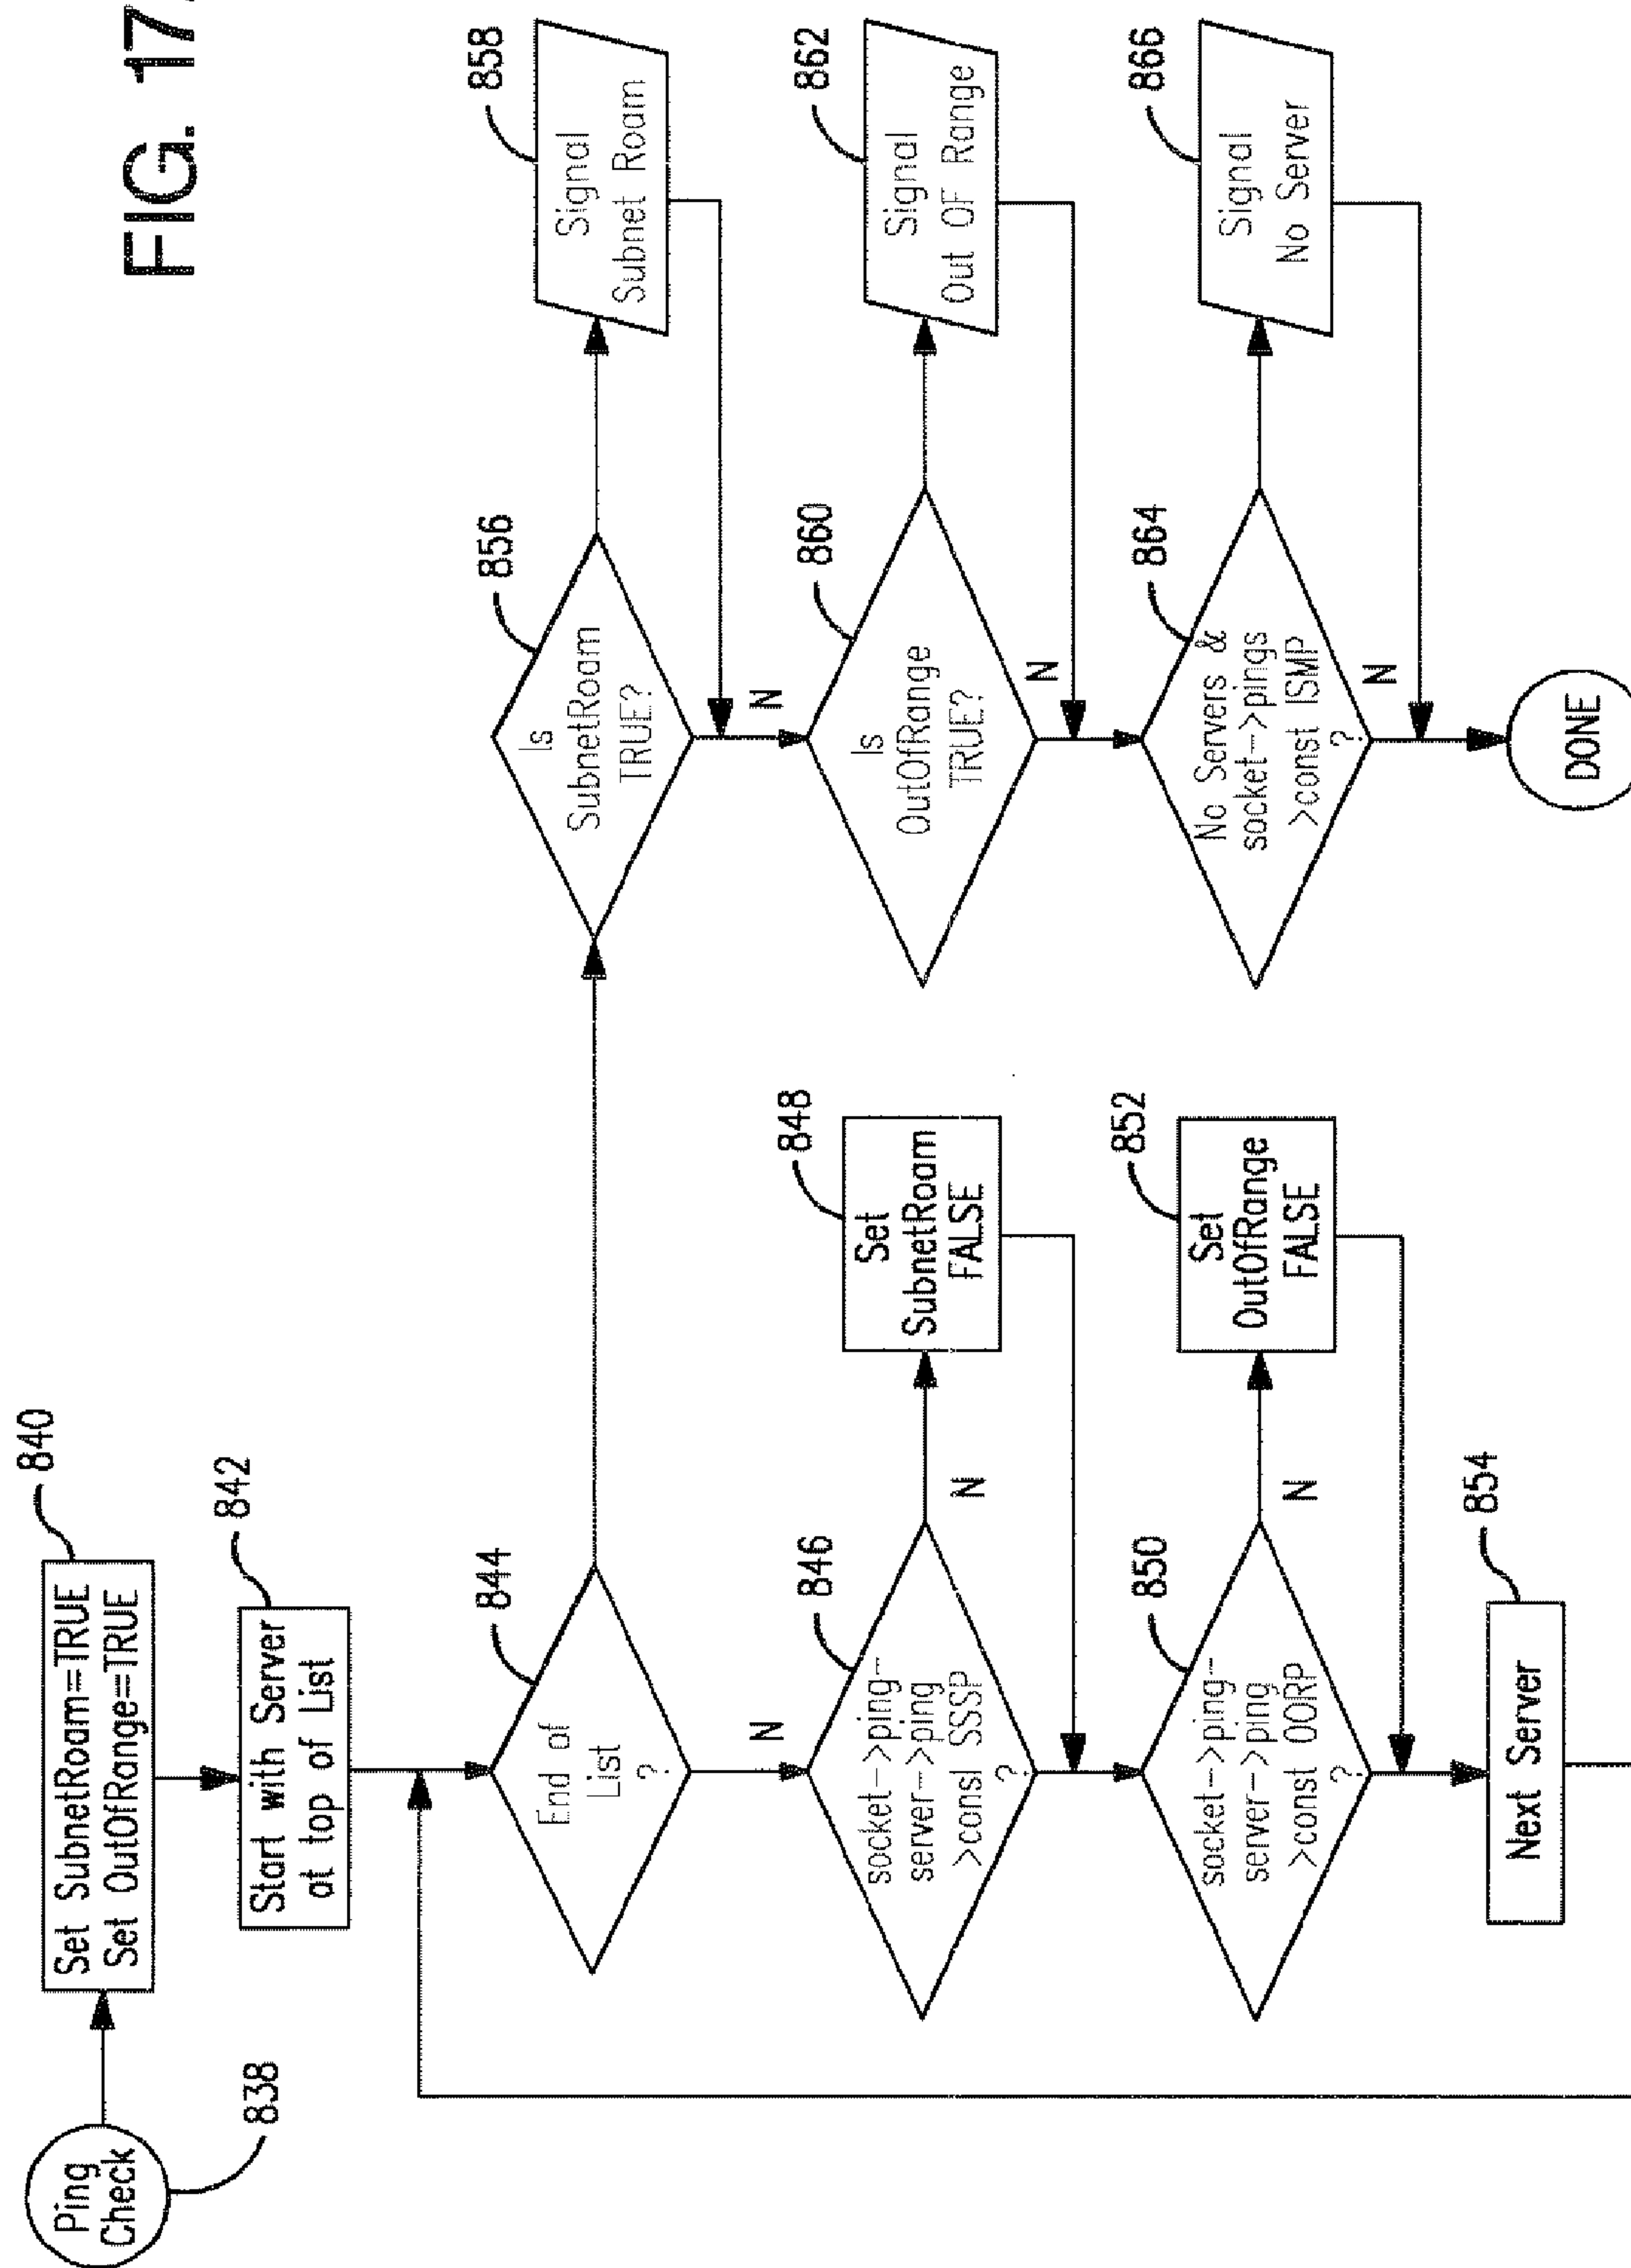 FIG. 17
Ping
Check
838
Set SubnetRoam=TRUE
Set OutOfRange=TRUE
840
Start with Server
at top of List
842
End of
List
?
844
N
socket->ping-
server->ping
>const SSSP
?
846
N
Set
SubnetRoam
FALSE
848
socket->ping-
server->ping
>const OORP
?
850
N
Set
OutOfRange
FALSE
852
Next Server
854
Is
SubnetRoam
TRUE?
856
N
Signal
Subnet Roam
858
Is
OutOfRange
TRUE?
860
N
Signal
Out OF Range
862
No Servers &
socket->pings
>const ISMP
?
864
N
Signal
No Server
866
DONE